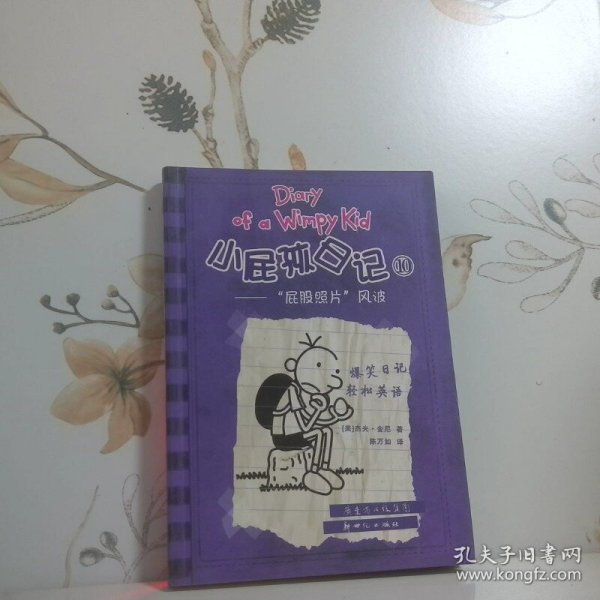 Diary
of a Wimpy Kid
小屁孩日记⑩
——“屁股照片”风波
爆笑日记
轻松英语
[美]杰夫·金尼 著
陈万如 译
新世纪出版社
孔夫子旧书网
www.kongfz.com